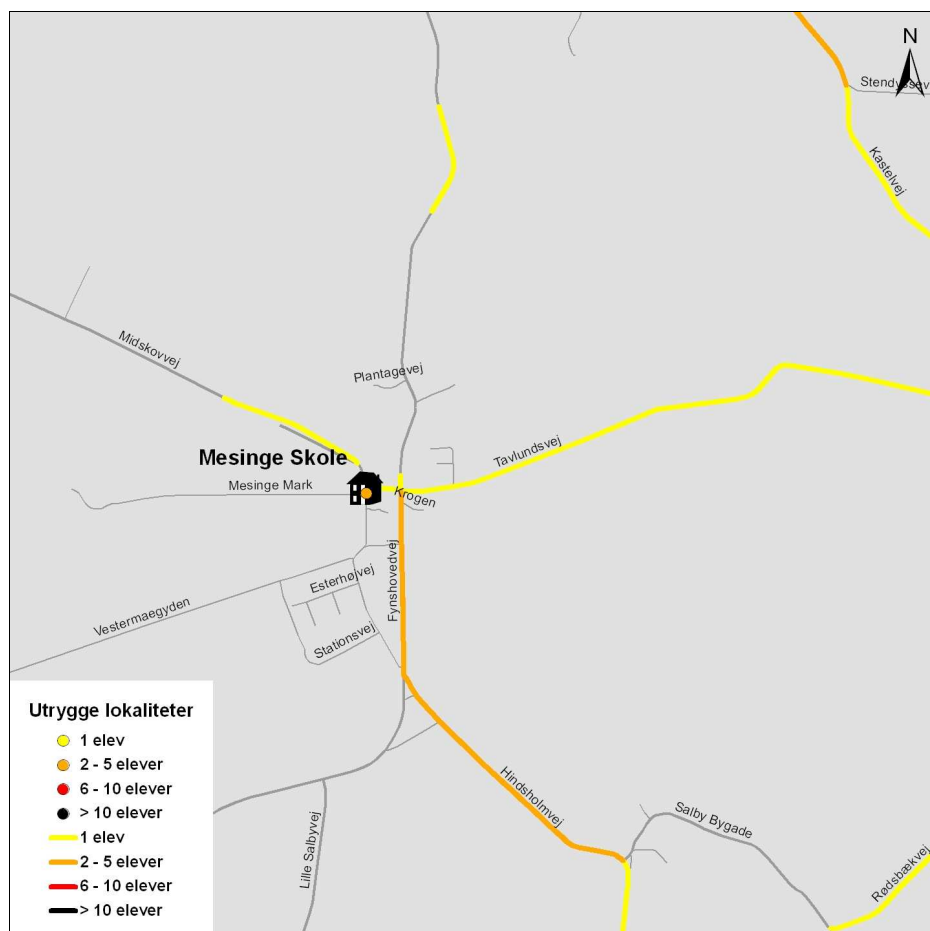 N
Stendyssev
Kastelvej
Midskovvej
Plantagevej
Mesinge Skole
Tavlundsvej
Mesinge Mark
Krogen
Fynshovedvej
Esterhøjvej
Vestermaegyden
Stationsvej
Hindsholmvej
Salby Bygade
Lille Salbyvej
Rødsbækvej
Utrygge lokaliteter
1 elev
2 - 5 elever
6 - 10 elever
> 10 elever
1 elev
2 - 5 elever
6 - 10 elever
> 10 elever